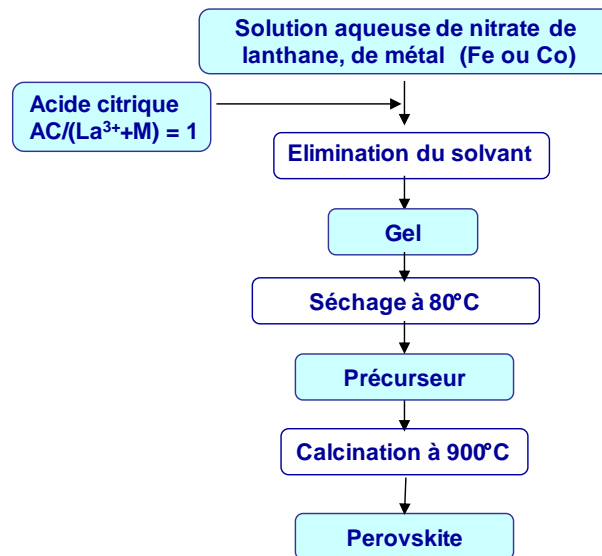 Solution aqueuse de nitrate de
lanthane, de métal (Fe ou Co)
Acide citrique
AC/(La³⁺+M) = 1
Elimination du solvant
Gel
Séchage à 80°C
Précurseur
Calcination à 900°C
Perovskite